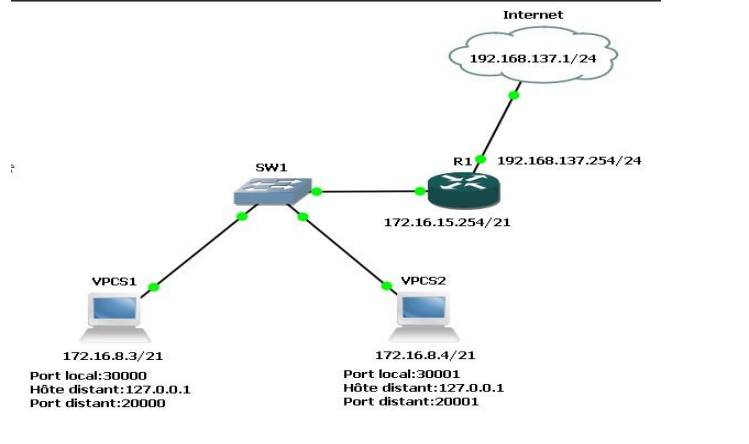 Internet
192.168.137.1/24
R1
192.168.137.254/24
SW1
172.16.15.254/21
VPCS1
VPCS2
172.16.8.3/21
172.16.8.4/21
Port local:30000
Hôte distant:127.0.0.1
Port distant:20000
Port local:30001
Hôte distant:127.0.0.1
Port distant:20001